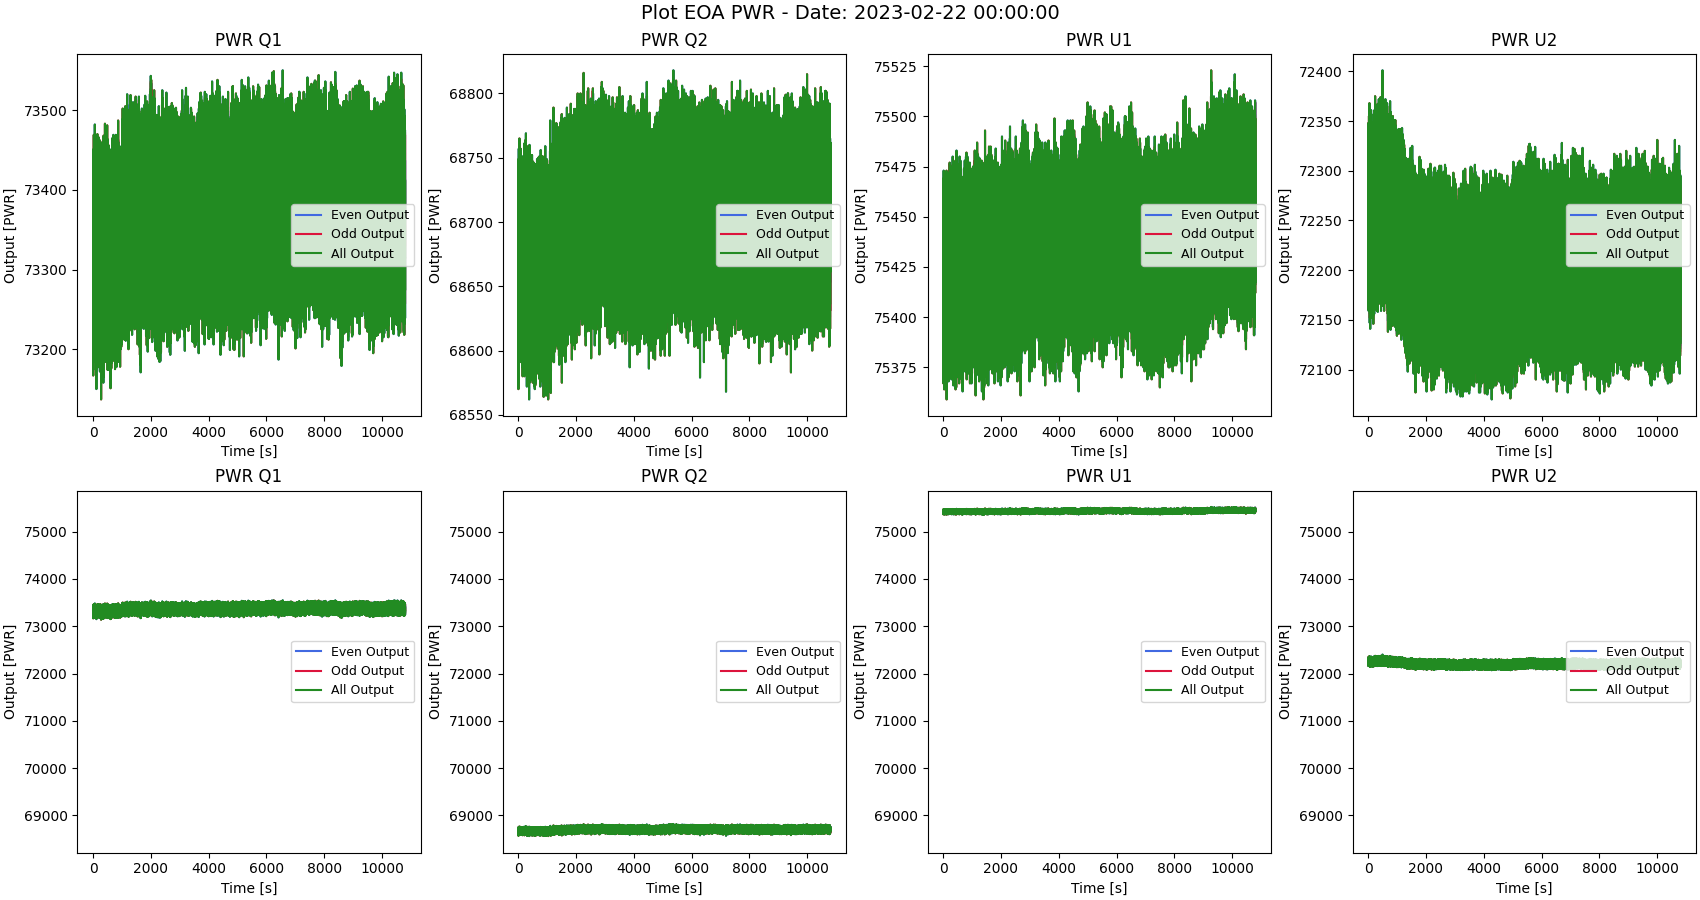 Plot EOA PWR - Date: 2023-02-22 00:00:00
PWR Q1
Output [PWR]
73500
73400
73300
73200
Even Output
Odd Output
All Output
0 2000 4000 6000 8000 10000
Time [s]
PWR Q2
Output [PWR]
68800
68750
68700
68650
68600
68550
Even Output
Odd Output
All Output
0 2000 4000 6000 8000 10000
Time [s]
PWR U1
Output [PWR]
75525
75500
75475
75450
75425
75400
75375
Even Output
Odd Output
All Output
0 2000 4000 6000 8000 10000
Time [s]
PWR U2
Output [PWR]
72400
72350
72300
72250
72200
72150
72100
Even Output
Odd Output
All Output
0 2000 4000 6000 8000 10000
Time [s]
PWR Q1
Output [PWR]
75000
74000
73000
72000
71000
70000
69000
Even Output
Odd Output
All Output
0 2000 4000 6000 8000 10000
Time [s]
PWR Q2
Output [PWR]
75000
74000
73000
72000
71000
70000
69000
Even Output
Odd Output
All Output
0 2000 4000 6000 8000 10000
Time [s]
PWR U1
Output [PWR]
75000
74000
73000
72000
71000
70000
69000
Even Output
Odd Output
All Output
0 2000 4000 6000 8000 10000
Time [s]
PWR U2
Output [PWR]
75000
74000
73000
72000
71000
70000
69000
Even Output
Odd Output
All Output
0 2000 4000 6000 8000 10000
Time [s]